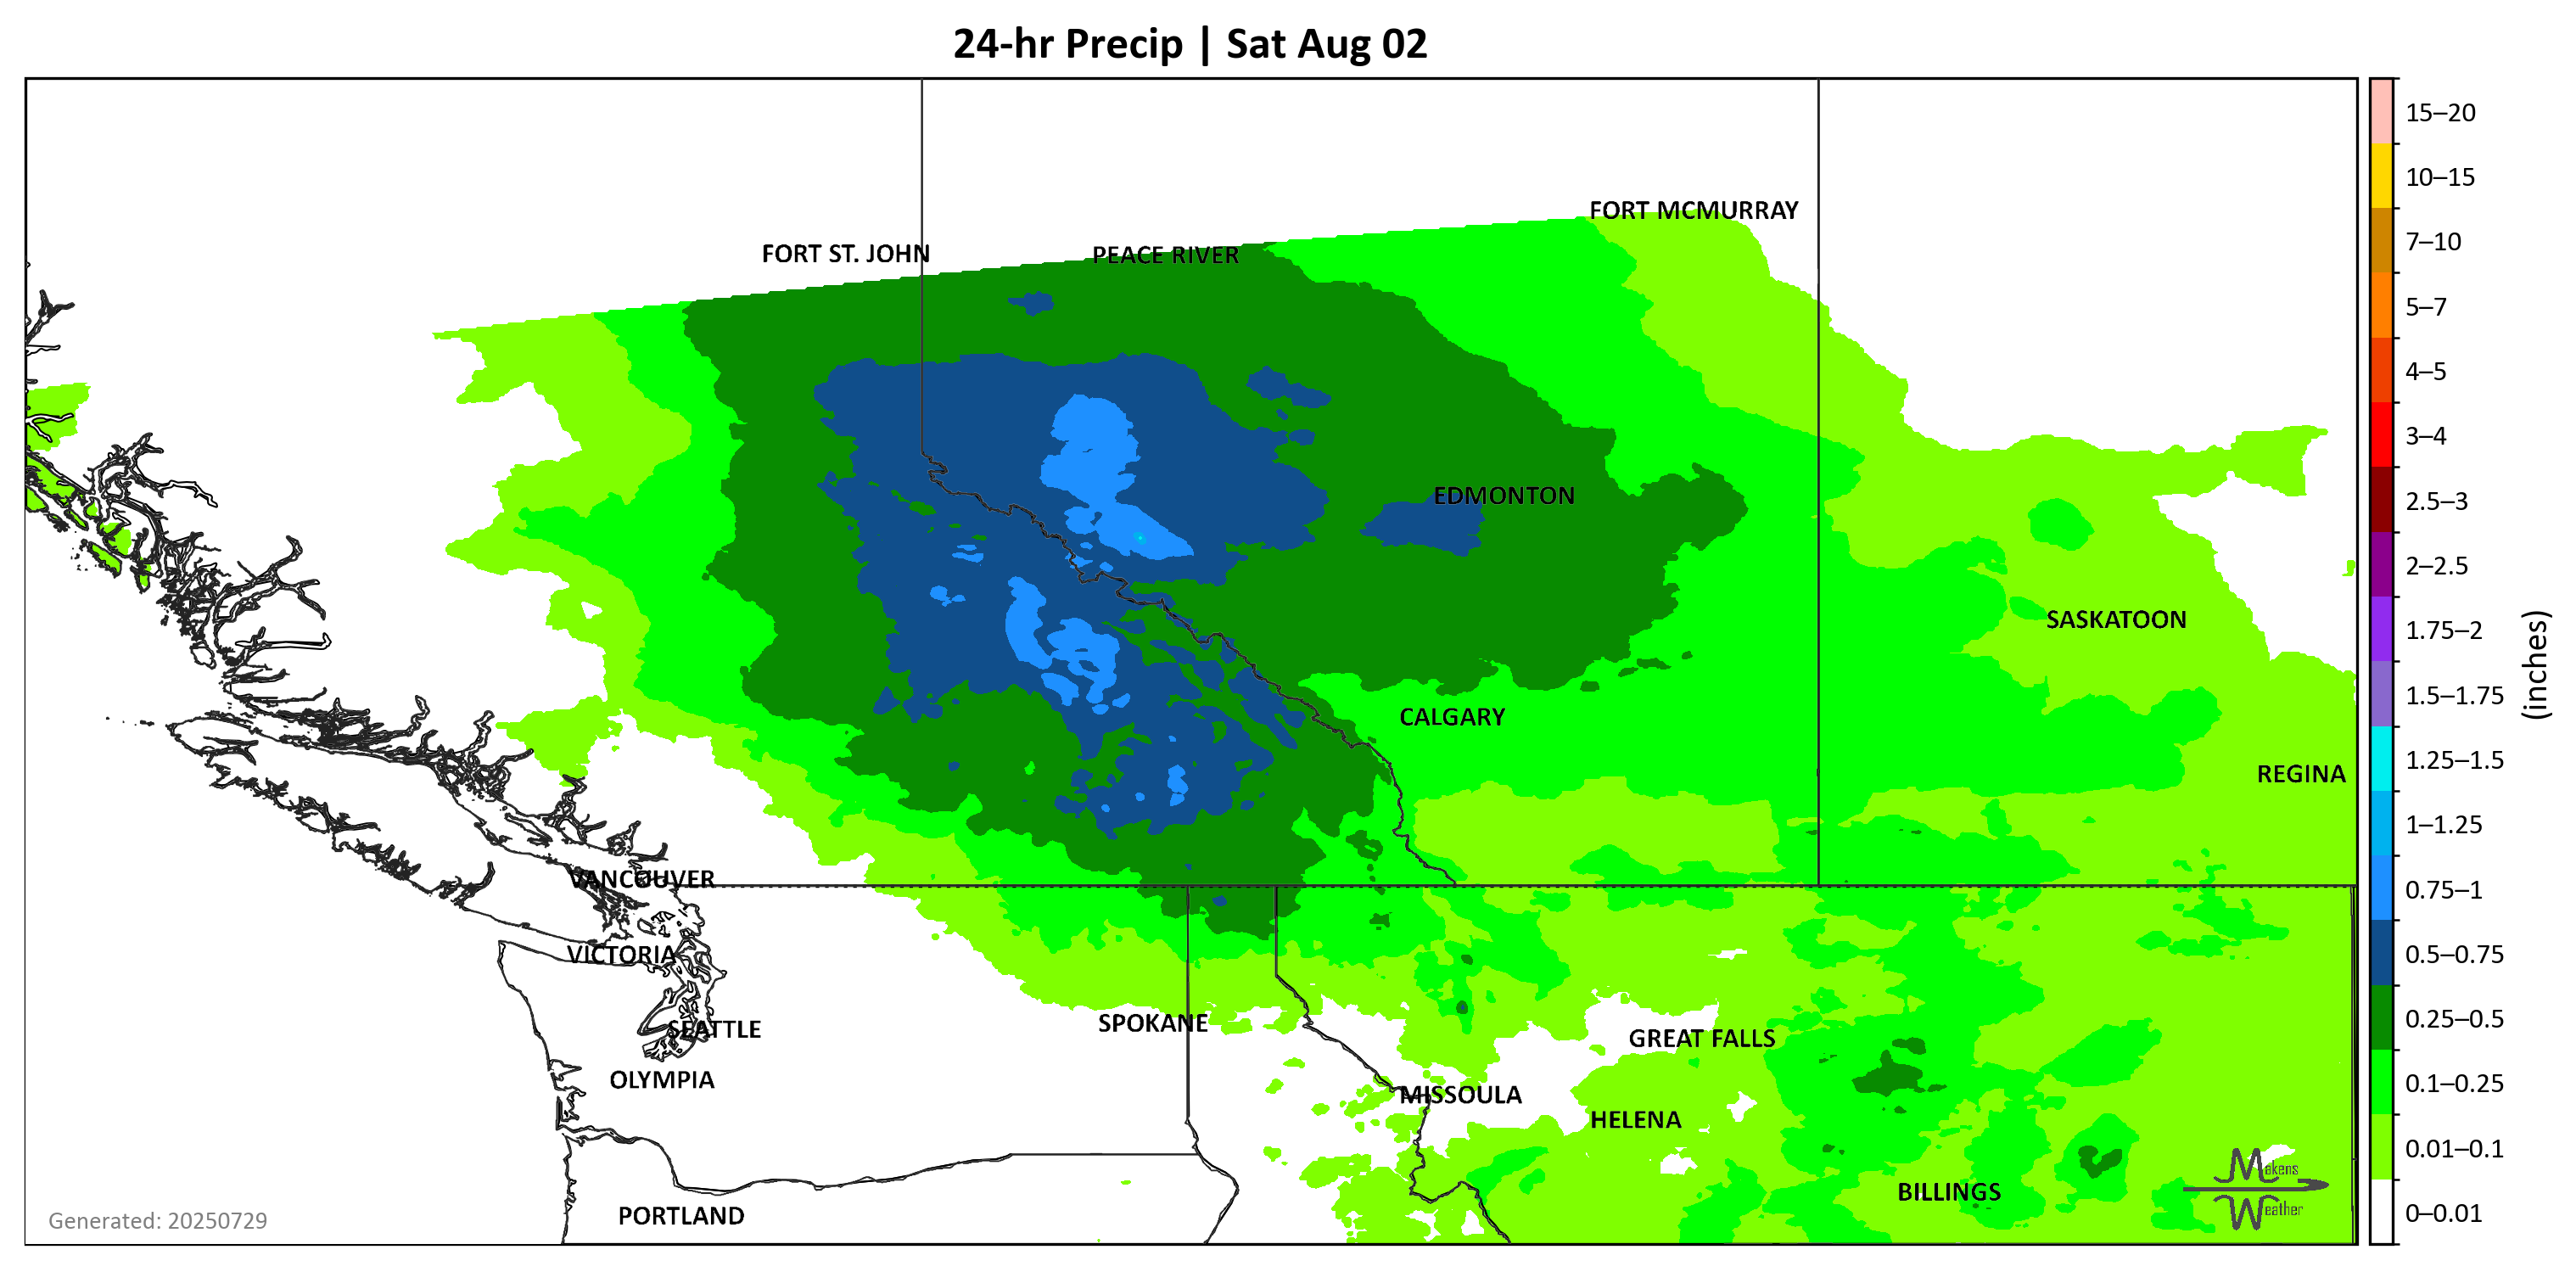 24-hr Precip | Sat Aug 02
FORT MCMURRAY
FORT ST. JOHN
PEACE RIVER
EDMONTON
SASKATOON
CALGARY
REGINA
VANCOUVER
VICTORIA
SPOKANE
SEATTLE
GREAT FALLS
OLYMPIA
MISSOULA
HELENA
BILLINGS
PORTLAND
Generated: 20250729
Makens
Weather
15–20
10–15
7–10
5–7
4–5
3–4
2.5–3
2–2.5
1.75–2
1.5–1.75
1.25–1.5
1–1.25
0.75–1
0.5–0.75
0.25–0.5
0.1–0.25
0.01–0.1
0–0.01
(inches)